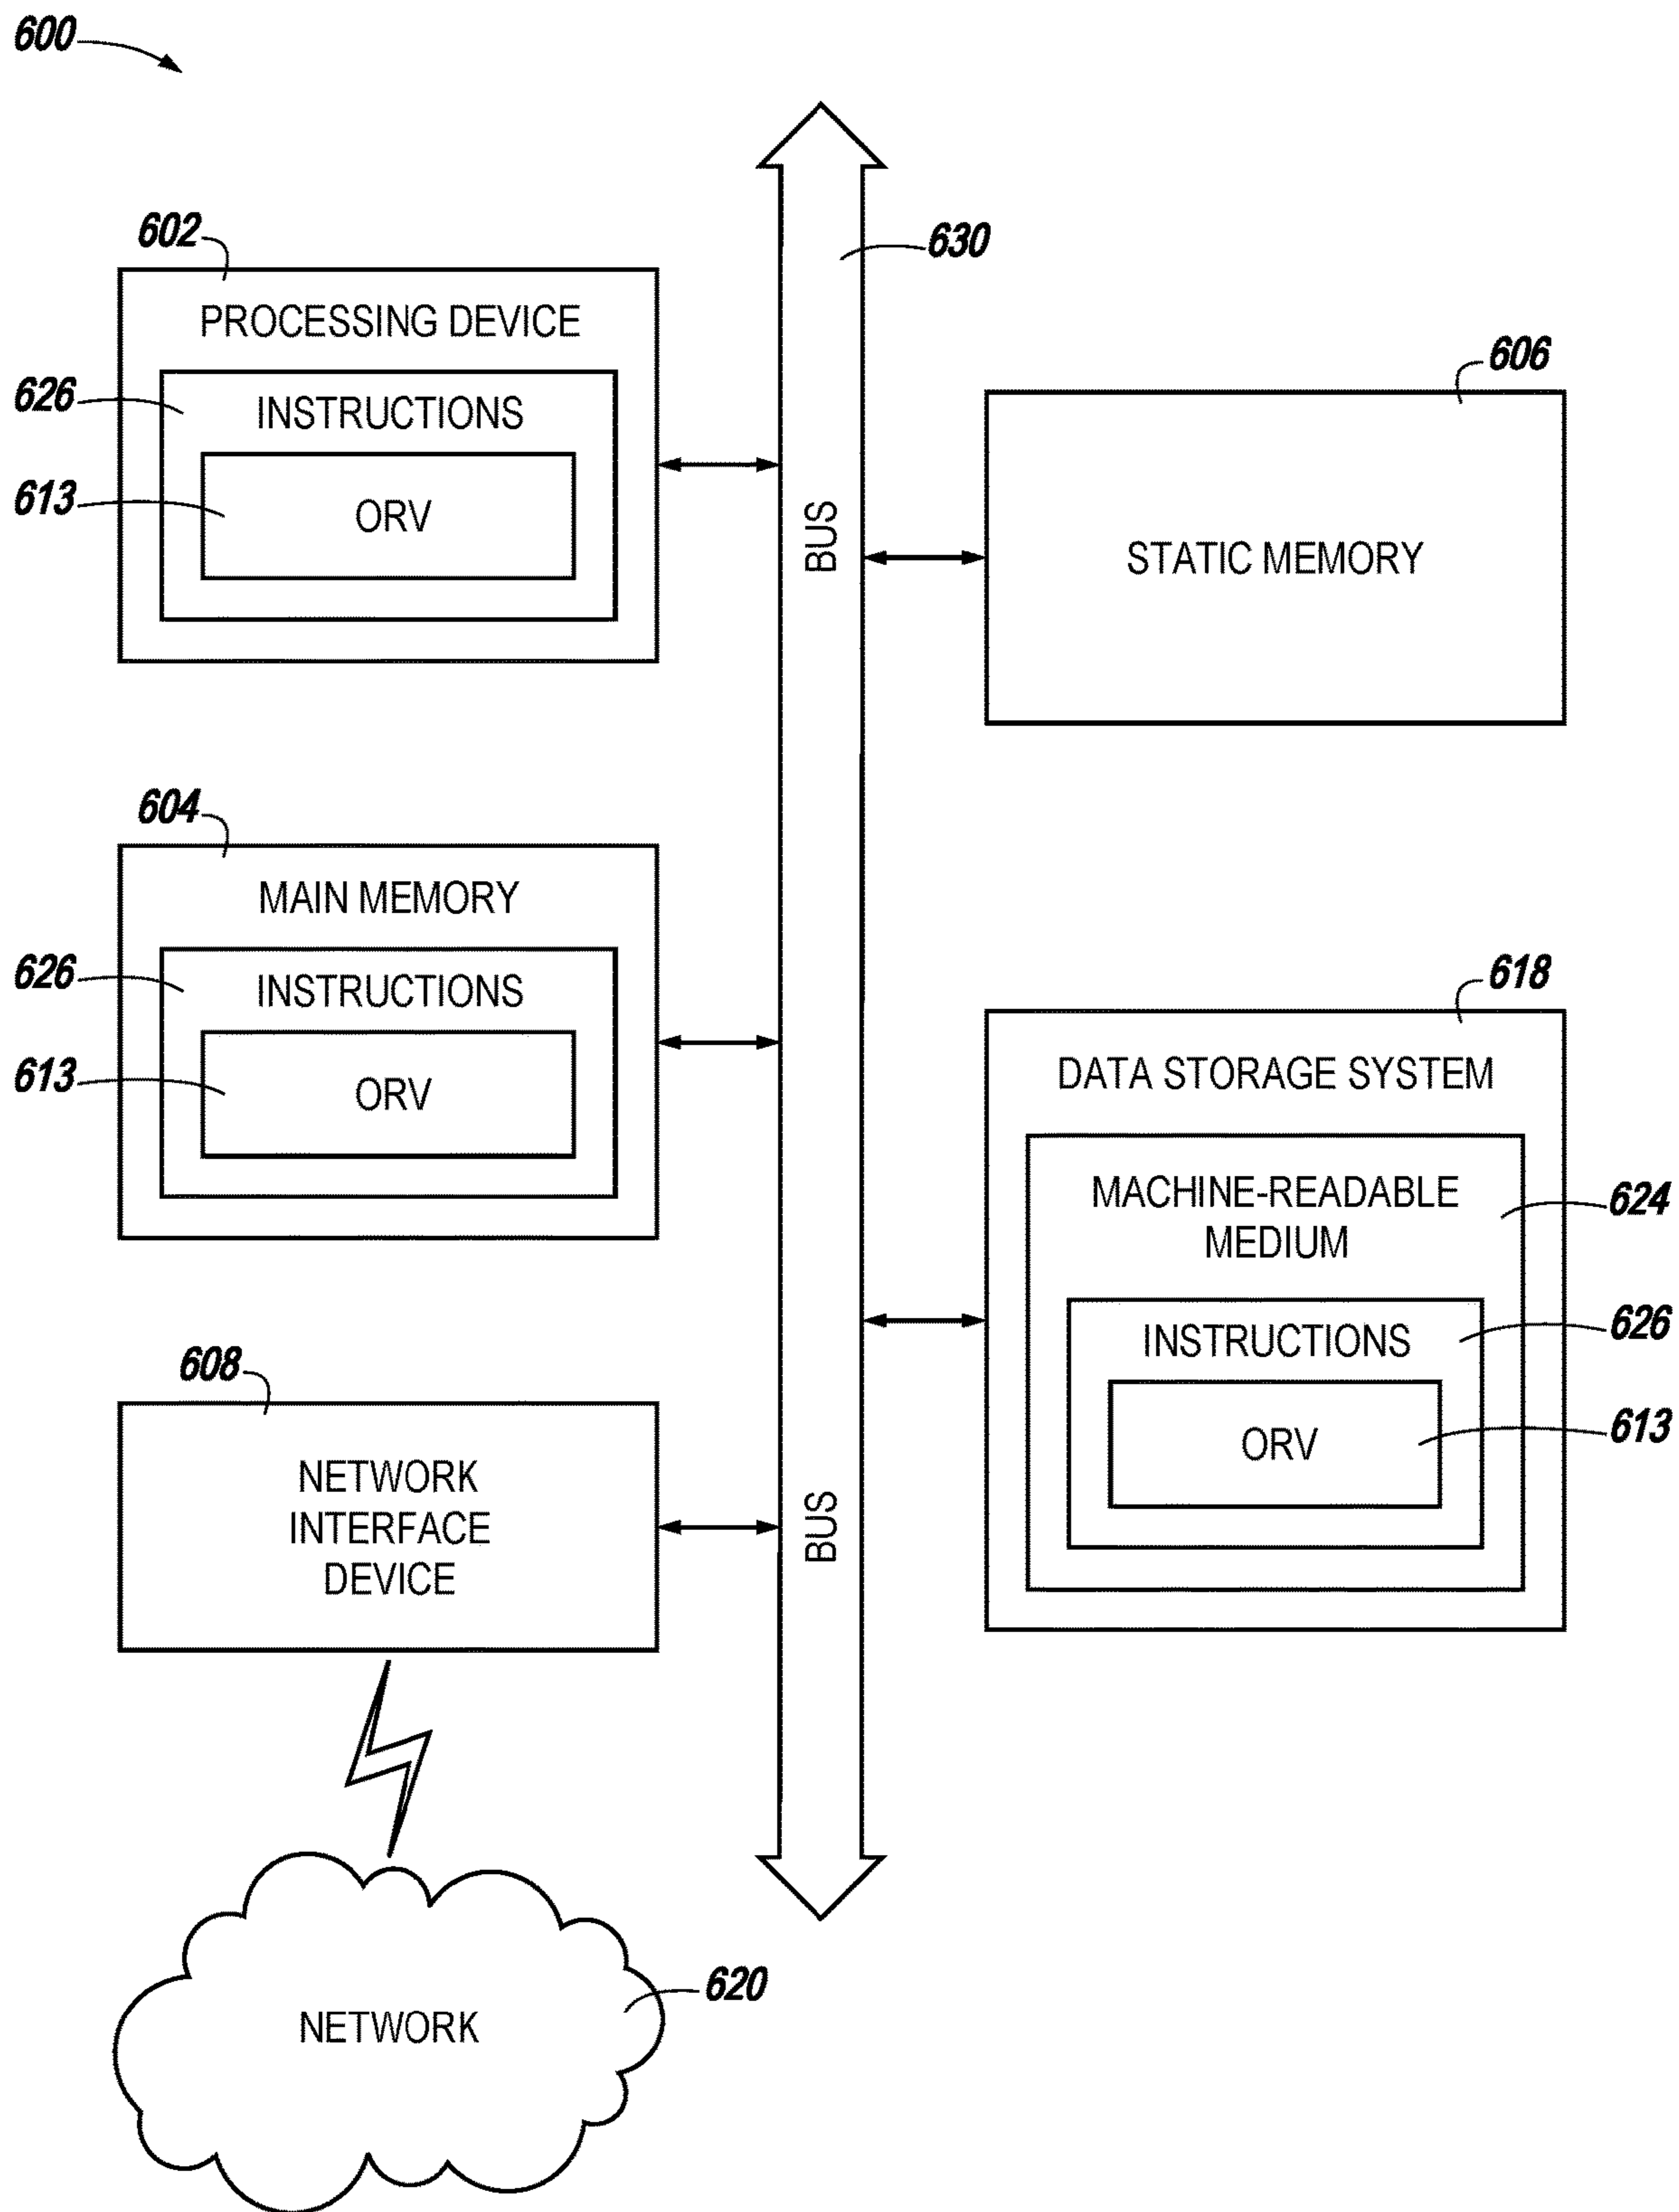 600
602
PROCESSING DEVICE
626
INSTRUCTIONS
613
ORV
630
BUS
606
STATIC MEMORY
604
MAIN MEMORY
626
INSTRUCTIONS
613
ORV
618
DATA STORAGE SYSTEM
MACHINE-READABLE
MEDIUM
624
INSTRUCTIONS
626
ORV
613
608
NETWORK
INTERFACE
DEVICE
BUS
NETWORK
620